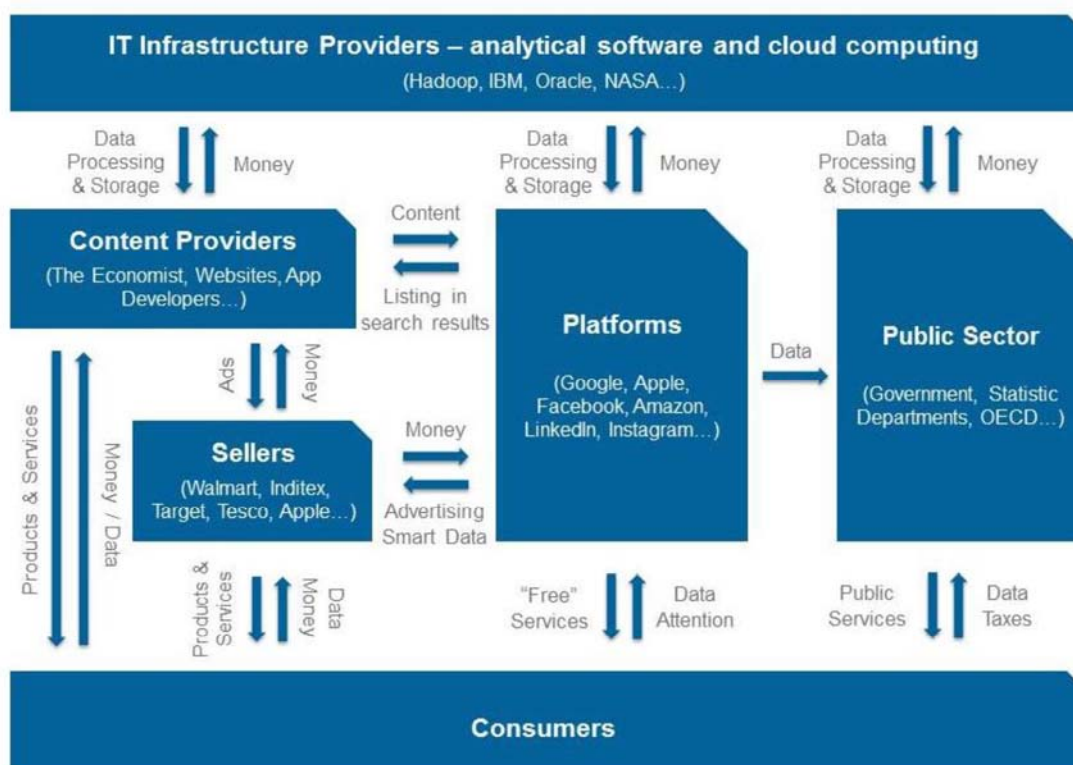 IT Infrastructure Providers – analytical software and cloud computing
(Hadoop, IBM, Oracle, NASA...)
Data
Processing
& Storage
Money
Data
Processing
& Storage
Money
Data
Processing
& Storage
Money
Content Providers
(The Economist, Websites, App
Developers...)
Content
Listing in
search results
Platforms
(Google, Apple,
Facebook, Amazon,
LinkedIn, Instagram...)
Data
Public Sector
(Government, Statistic
Departments, OECD...)
Products & Services
Money / Data
Ads
Money
Sellers
(Walmart, Inditex,
Target, Tesco, Apple...)
Money
Advertising
Smart Data
Products &
Services
Data
Money
"Free"
Services
Data
Attention
Public
Services
Data
Taxes
Consumers